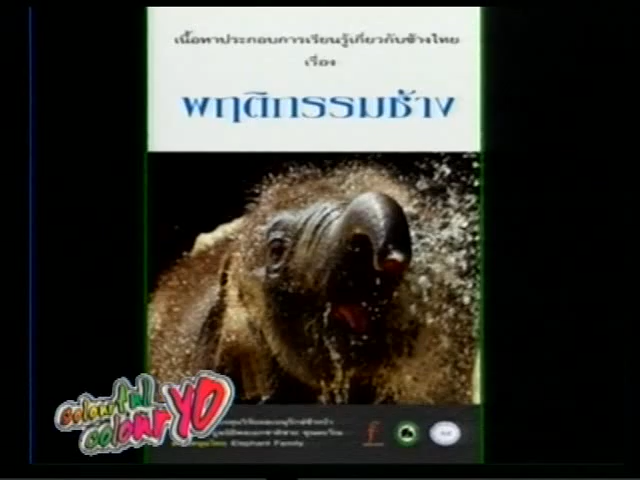 เนื้อหาประกอบการเรียนรู้เกี่ยวกับช้างไทย
เรื่อง
พฤติกรรมช้าง
colourful
colour YO
Elephant Family